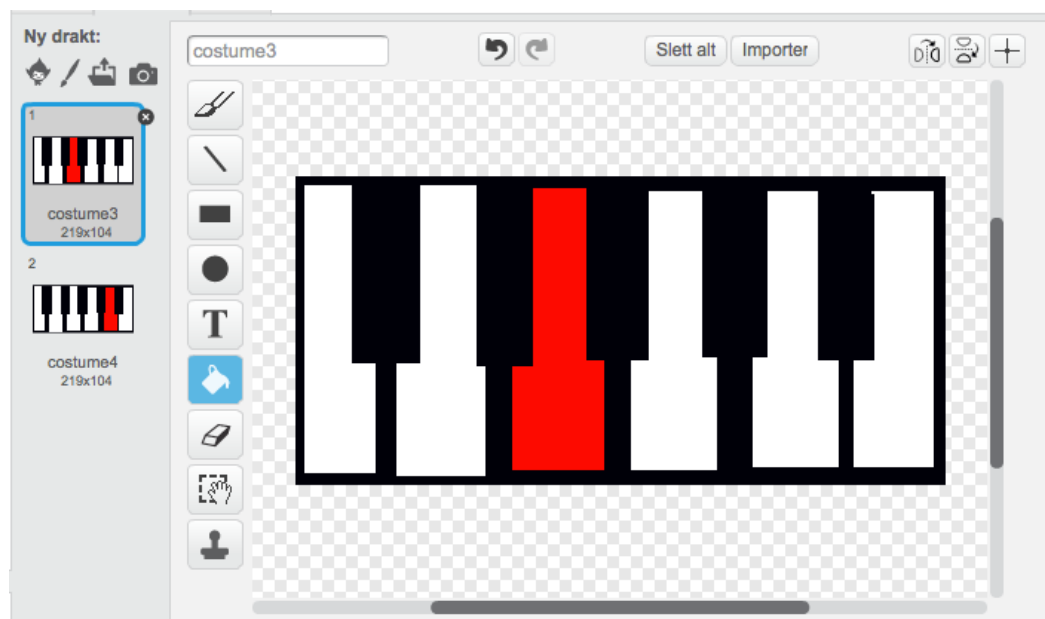 Ny drakt:
costume3
Slett alt
Importer
1
costume3
219x104
2
costume4
219x104
T